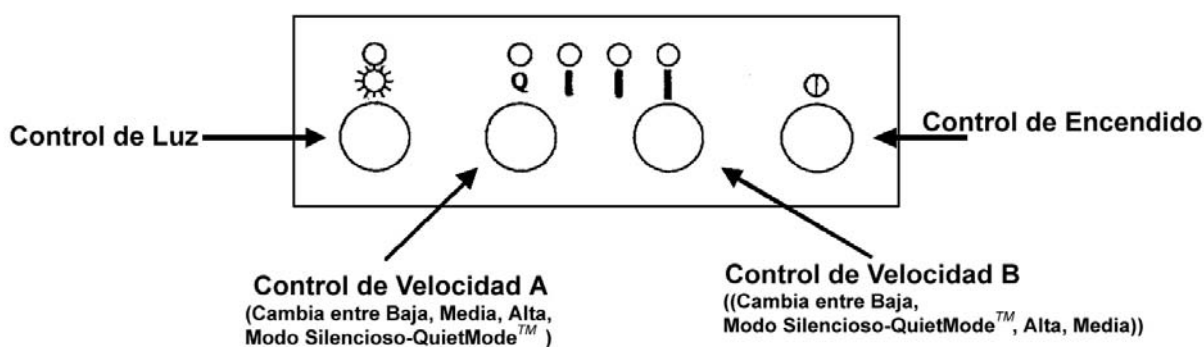 Q
Control de Luz
Control de Encendido
Control de Velocidad A
(Cambia entre Baja, Media, Alta,
Modo Silencioso-QuietMode™ )
Control de Velocidad B
((Cambia entre Baja,
Modo Silencioso-QuietMode™, Alta, Media))